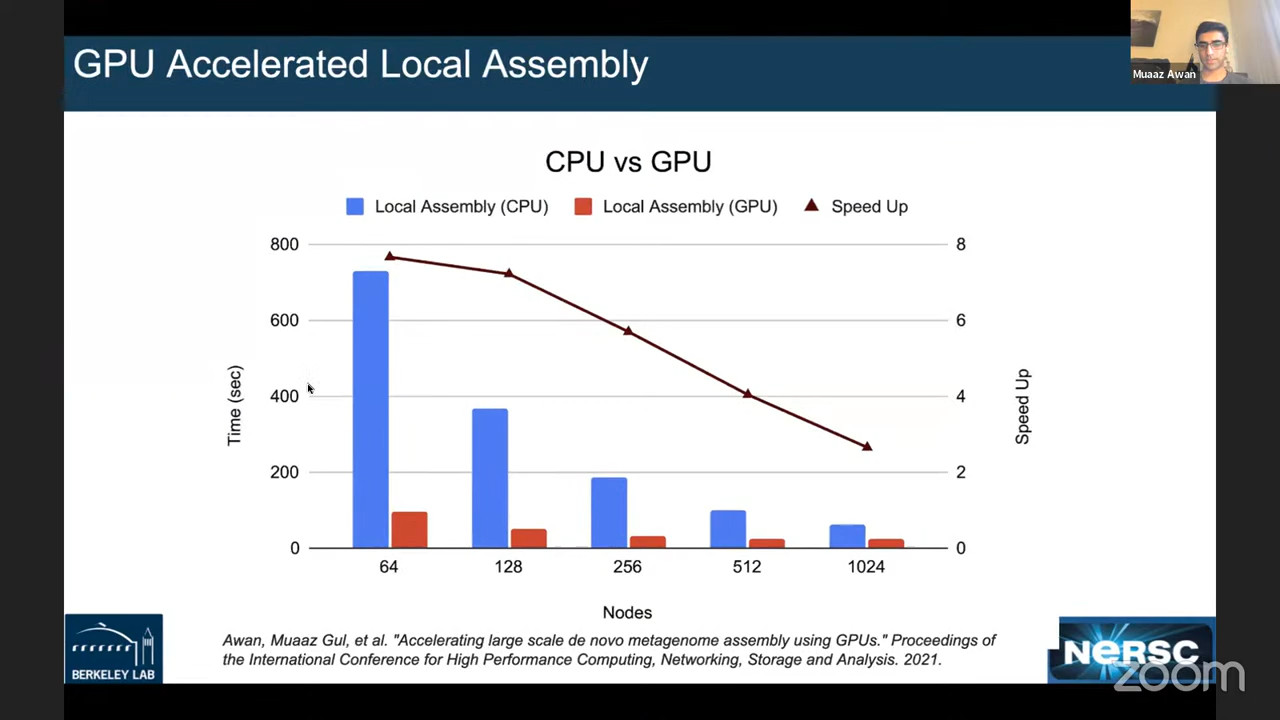 GPU Accelerated Local Assembly
Muaaz Awan
CPU vs GPU
Local Assembly (CPU)
Local Assembly (GPU)
Speed Up
800
600
400
200
0
8
6
4
2
0
Time (sec)
Speed Up
64
128
256
512
1024
Nodes
Awan, Muaaz Gul, et al. "Accelerating large scale de novo metagenome assembly using GPUs." Proceedings of
the International Conference for High Performance Computing, Networking, Storage and Analysis. 2021.
BERKELEY LAB
NERSC
zoom